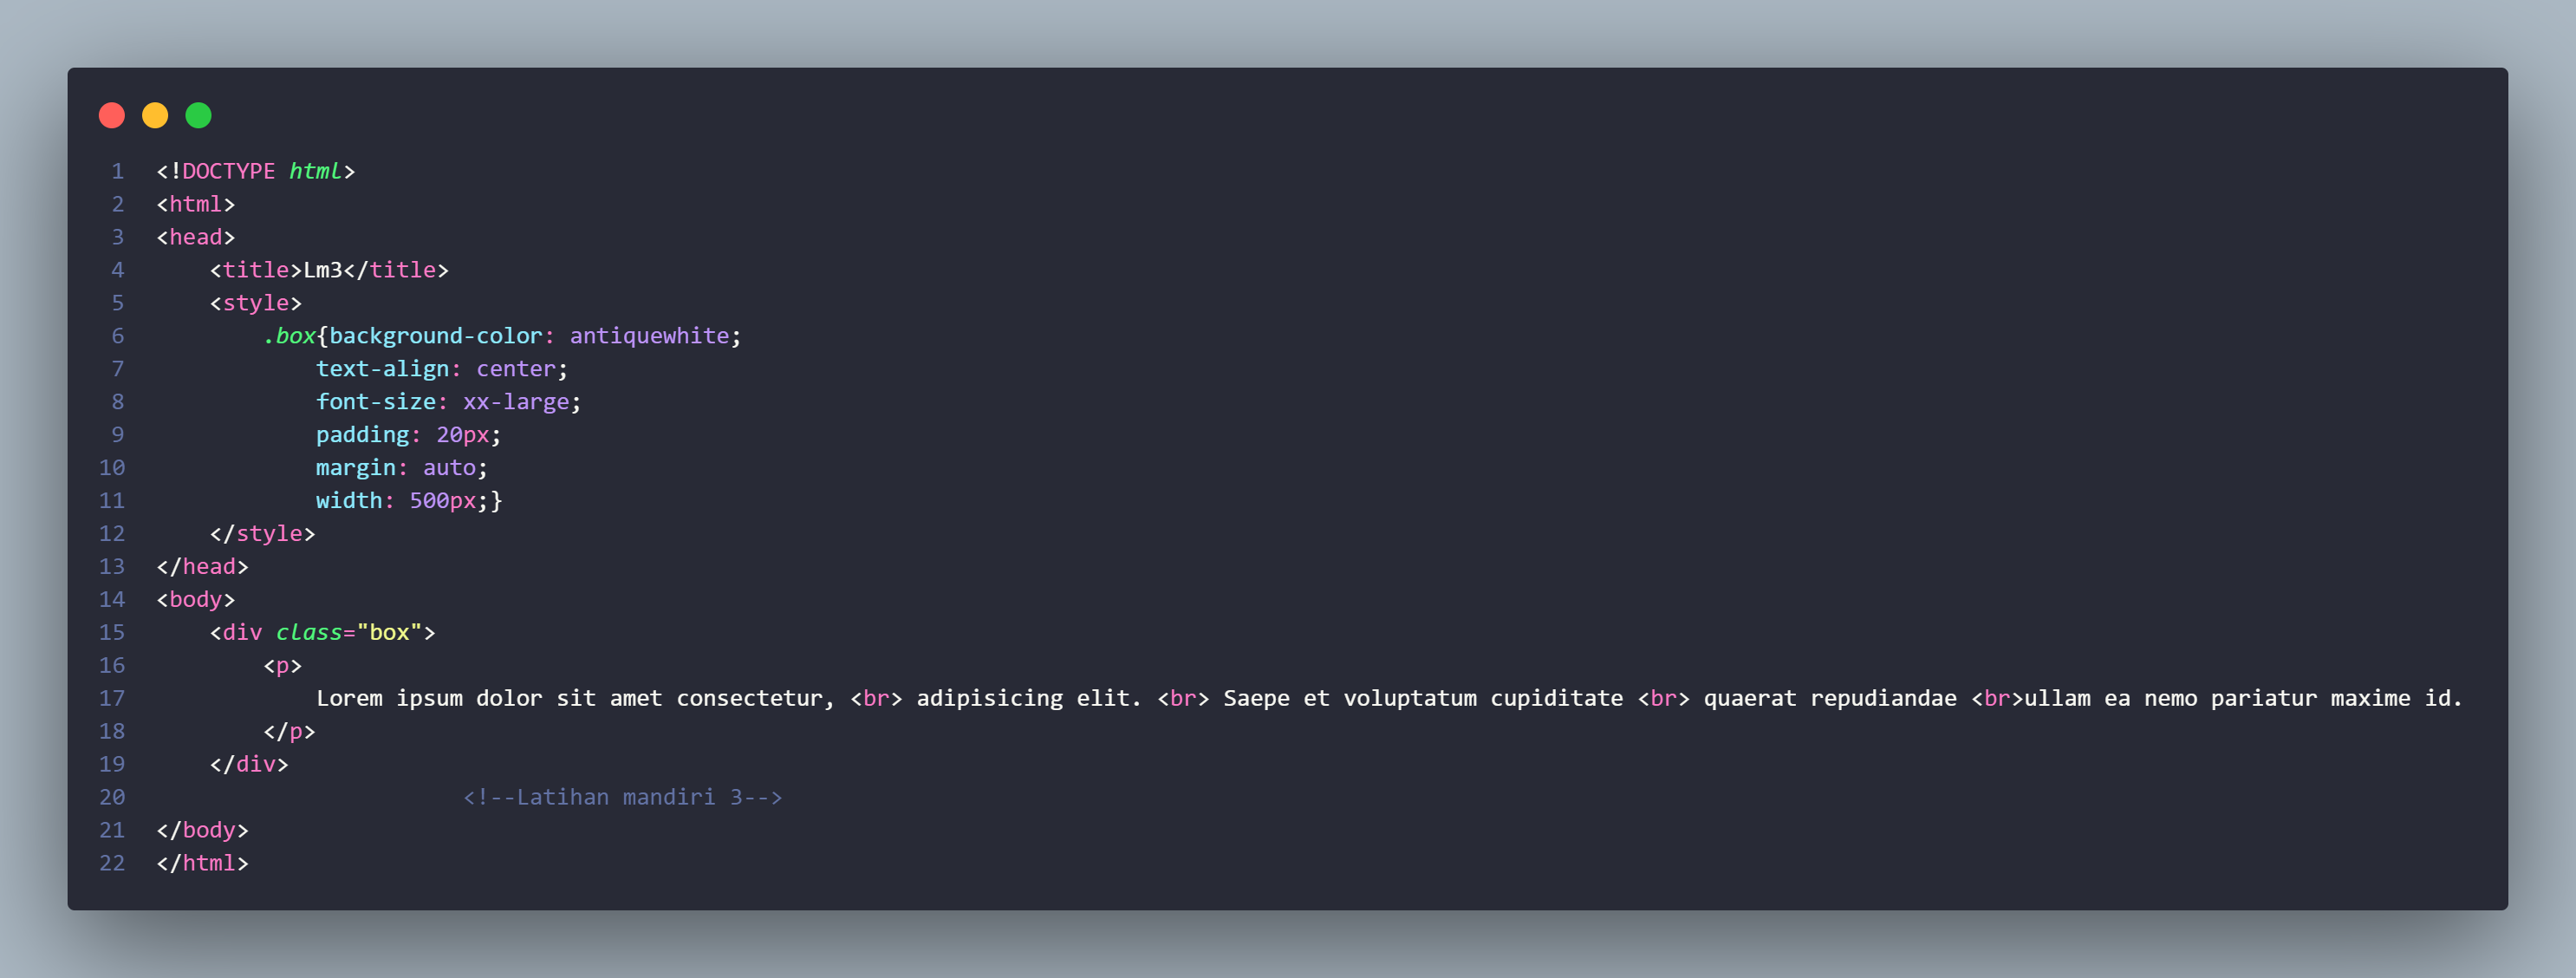 1 <!DOCTYPE html>
2 <html>
3 <head>
4     <title>Lm3</title>
5     <style>
6         .box{background-color: antiquewhite;
7             text-align: center;
8             font-size: xx-large;
9             padding: 20px;
10             margin: auto;
11             width: 500px;}
12     </style>
13 </head>
14 <body>
15     <div class="box">
16         <p>
17             Lorem ipsum dolor sit amet consectetur, <br> adipisicing elit. <br> Saepe et voluptatum cupiditate <br> quaerat repudiandae <br>ullam ea nemo pariatur maxime id.
18         </p>
19     </div>
20                        <!--Latihan mandiri 3-->
21 </body>
22 </html>